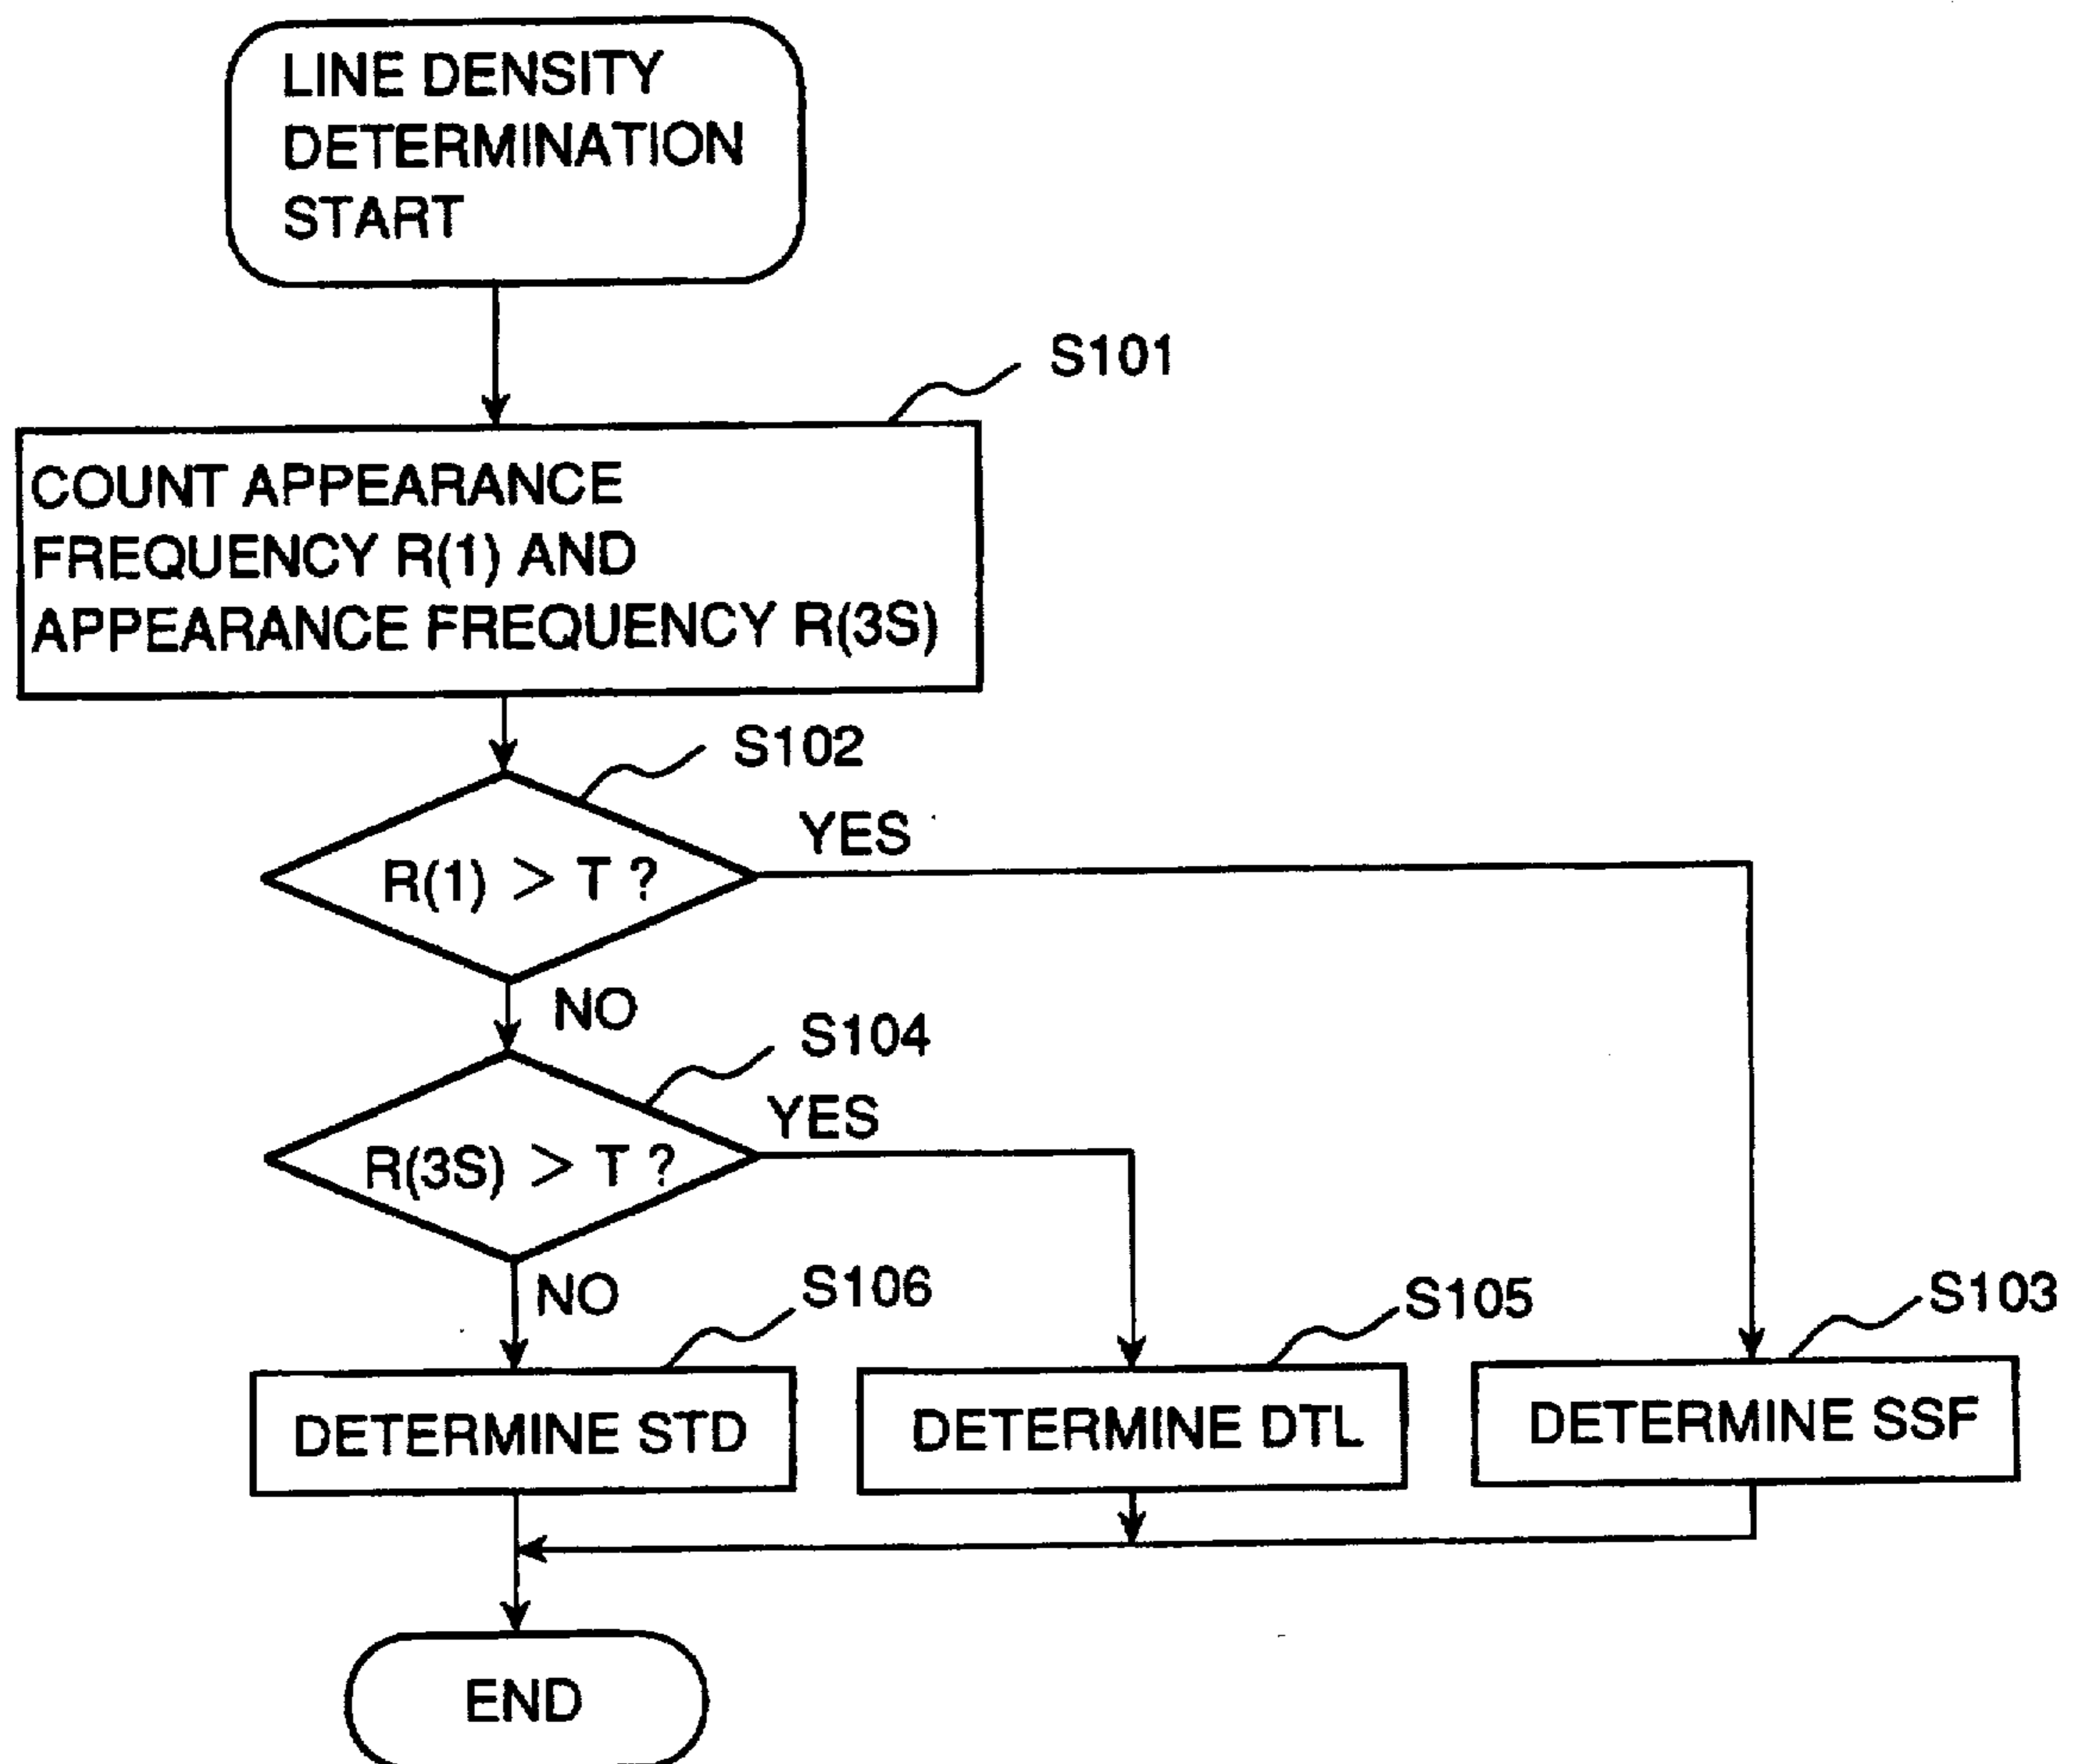 LINE DENSITY
DETERMINATION
START
S101
COUNT APPEARANCE
FREQUENCY R(1) AND
APPEARANCE FREQUENCY R(3S)
S102
YES
R(1) > T ?
NO
S104
YES
R(3S) > T ?
NO
S106
S105
S103
DETERMINE STD
DETERMINE DTL
DETERMINE SSF
END